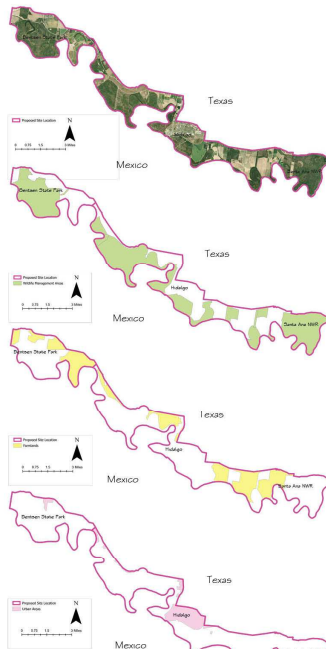 Bentsen State Park
Texas
Hidalgo
Proposed Site Location
N
0 0.75 1.5 3 Miles
Mexico
Santa Ana NWR
Bentsen State Park
Texas
Proposed Site Location
Wildlife Management Areas
N
0 0.75 1.5 3 Miles
Hidalgo
Mexico
Santa Ana NWR
Bentsen State Park
Texas
Proposed Site Location
Farmlands
N
0 0.75 1.5 3 Miles
Hidalgo
Mexico
Santa Ana NWR
Bentsen State Park
Texas
Proposed Site Location
Urban Areas
N
0 0.75 1.5 3 Miles
Hidalgo
Mexico